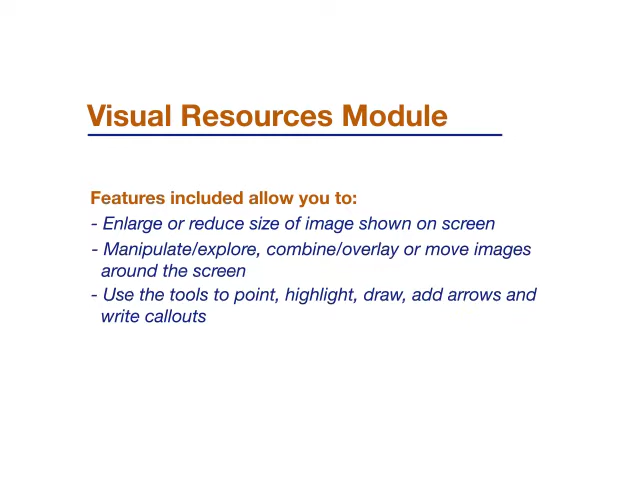 Visual Resources Module
Features included allow you to:
- Enlarge or reduce size of image shown on screen
- Manipulate/explore, combine/overlay or move images
around the screen
- Use the tools to point, highlight, draw, add arrows and
write callouts